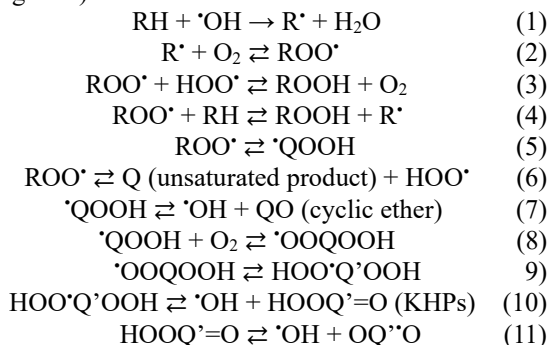 RH + •OH → R• + H₂O (1)
R• + O₂ ⇄ ROO• (2)
ROO• + HOO• ⇄ ROOH + O₂ (3)
ROO• + RH ⇄ ROOH + R• (4)
ROO• ⇄ •QOOH (5)
ROO• ⇄ Q (unsaturated product) + HOO• (6)
•QOOH ⇄ •OH + QO (cyclic ether) (7)
•QOOH + O₂ ⇄ •OOQOOH (8)
•OOQOOH ⇄ HOO•Q’OOH 9)
HOO•Q’OOH ⇄ •OH + HOOQ’=O (KHPs) (10)
HOOQ’=O ⇄ •OH + OQ’•O (11)